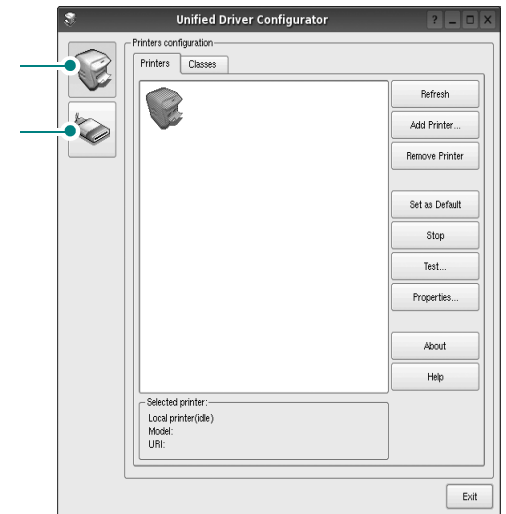 Unified Driver Configurator
Printers configuration
Printers Classes
Refresh
Add Printer...
Remove Printer
Set as Default
Stop
Test...
Properties...
About
Help
Selected printer:
Local printer(idle)
Model:
URI:
Exit